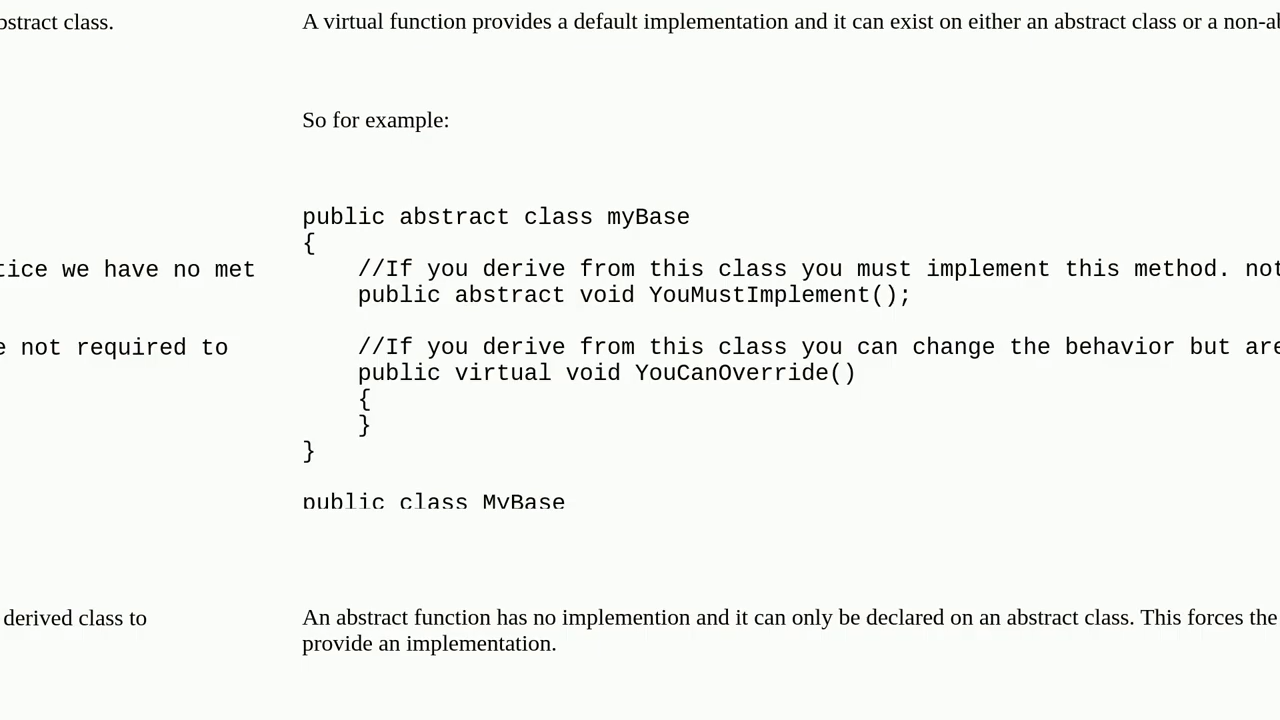 bstract class.
A virtual function provides a default implementation and it can exist on either an abstract class or a non-ab
So for example:
public abstract class myBase
{
tice we have no met
    //If you derive from this class you must implement this method. not
    public abstract void YouMustImplement();
e not required to
    //If you derive from this class you can change the behavior but are
    public virtual void YouCanOverride()
    {
    }
}
public class MyBase
derived class to
An abstract function has no implemention and it can only be declared on an abstract class. This forces the
provide an implementation.